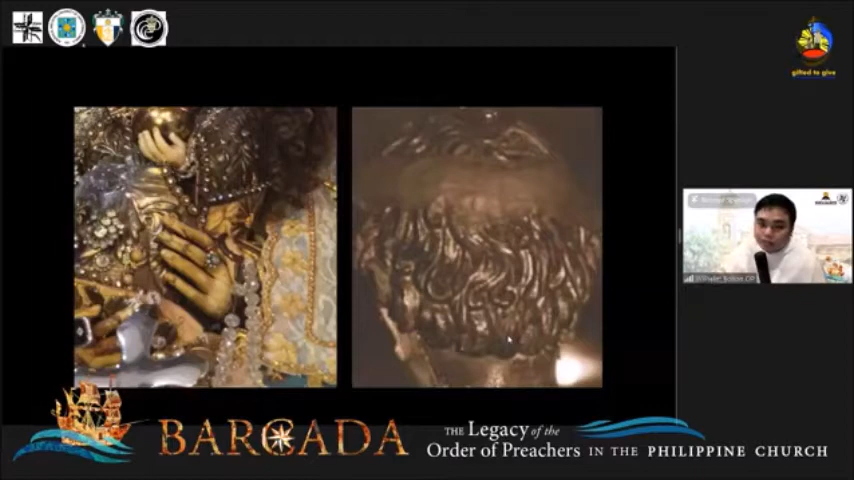 gifted to give
BARCADA
THE Legacy of the
Order of Preachers IN THE PHILIPPINE CHURCH